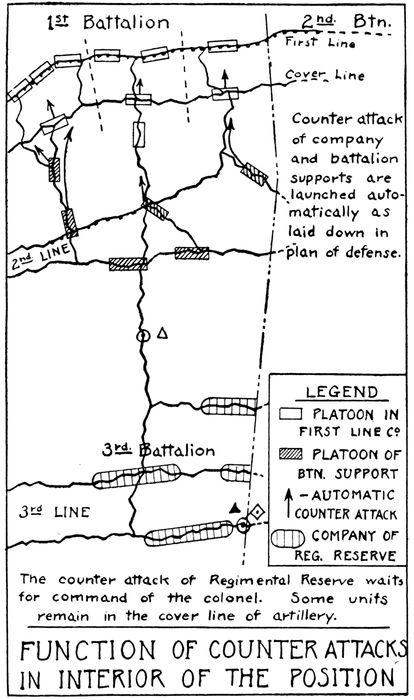 1st Battalion
2nd. Btn.
First Line
Cover Line
Counter attack
of company
and battalion
supports are
launched auto-
matically as
laid down in
plan of defense.
2nd LINE
LEGEND
PLATOON IN
FIRST LINE Co
PLATOON OF
BTN. SUPPORT
-AUTOMATIC
COUNTER ATTACK
COMPANY OF
REG. RESERVE
3rd. Battalion
3rd LINE
The counter attack of Regimental Reserve waits
for command of the colonel. Some units
remain in the cover line of artillery.
FUNCTION OF COUNTER ATTACKS
IN INTERIOR OF THE POSITION